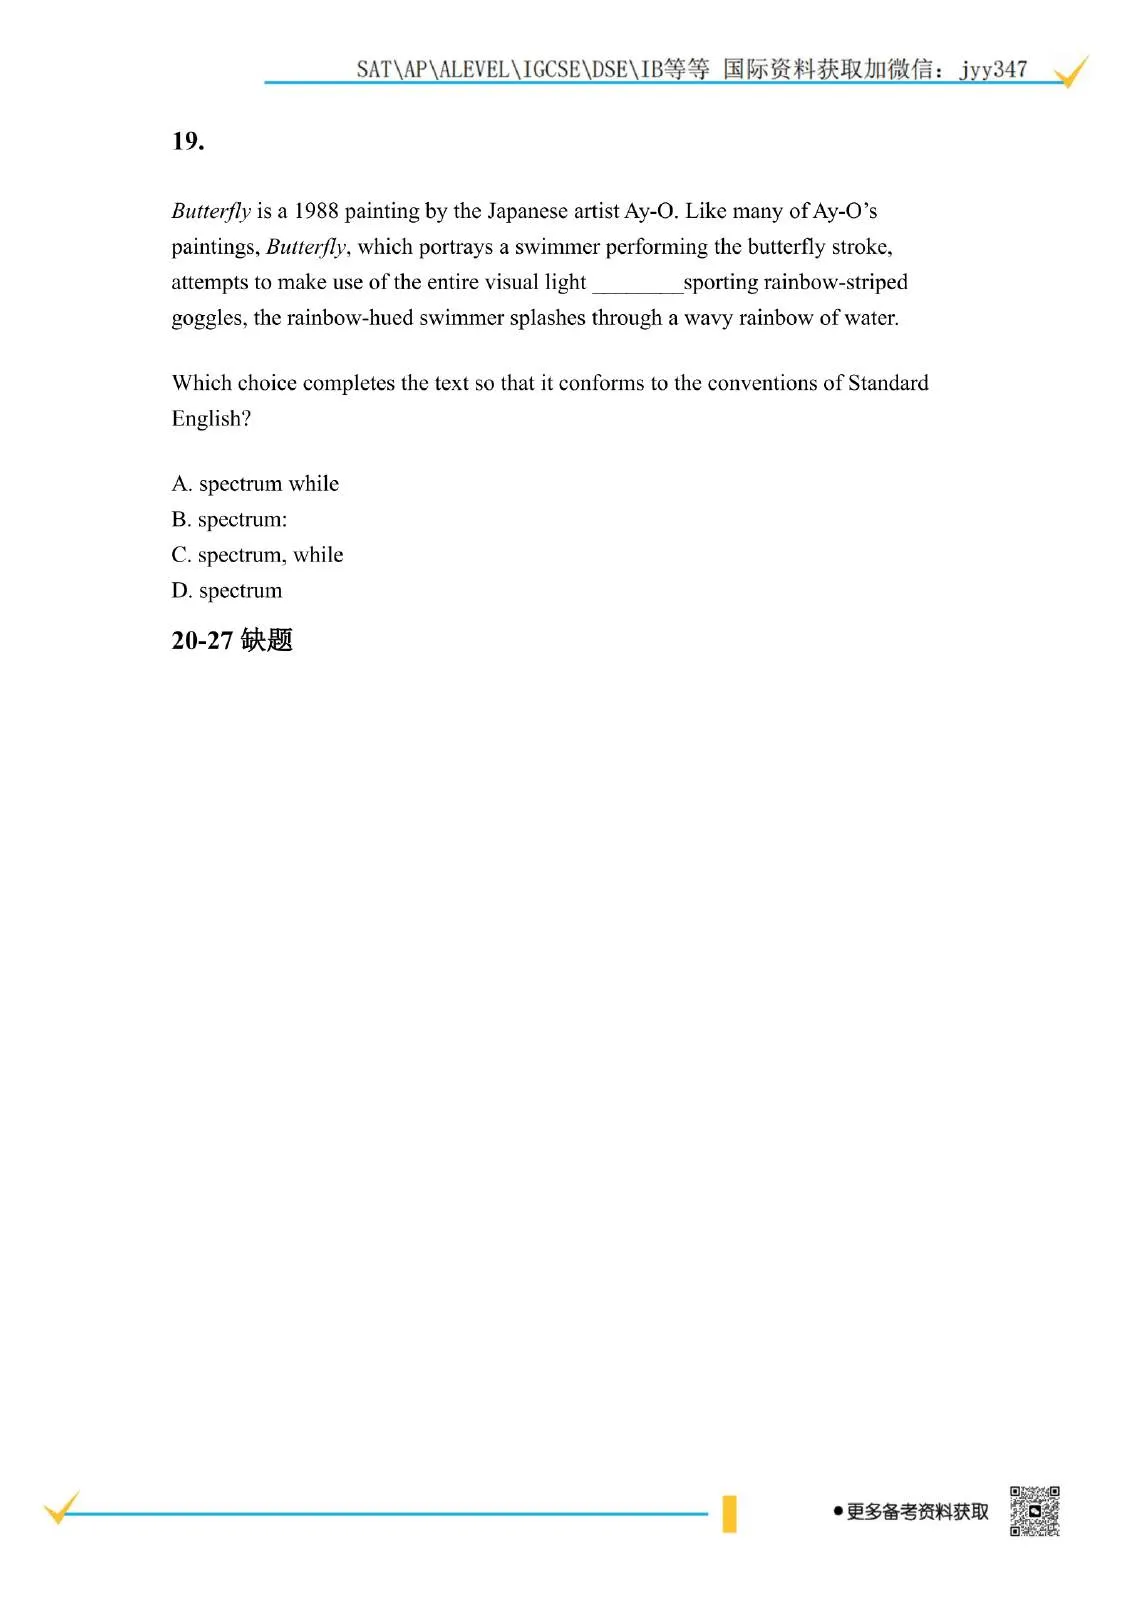 SAT\AP\ALEVEL\IGCSE\DSE\IB等等 国际资料获取加微信：jyy347
19.
Butterfly is a 1988 painting by the Japanese artist Ay-O. Like many of Ay-O’s
paintings, Butterfly, which portrays a swimmer performing the butterfly stroke,
attempts to make use of the entire visual light ________sporting rainbow-striped
goggles, the rainbow-hued swimmer splashes through a wavy rainbow of water.
Which choice completes the text so that it conforms to the conventions of Standard
English?
A. spectrum while
B. spectrum:
C. spectrum, while
D. spectrum
20-27 缺题
●更多备考资料获取